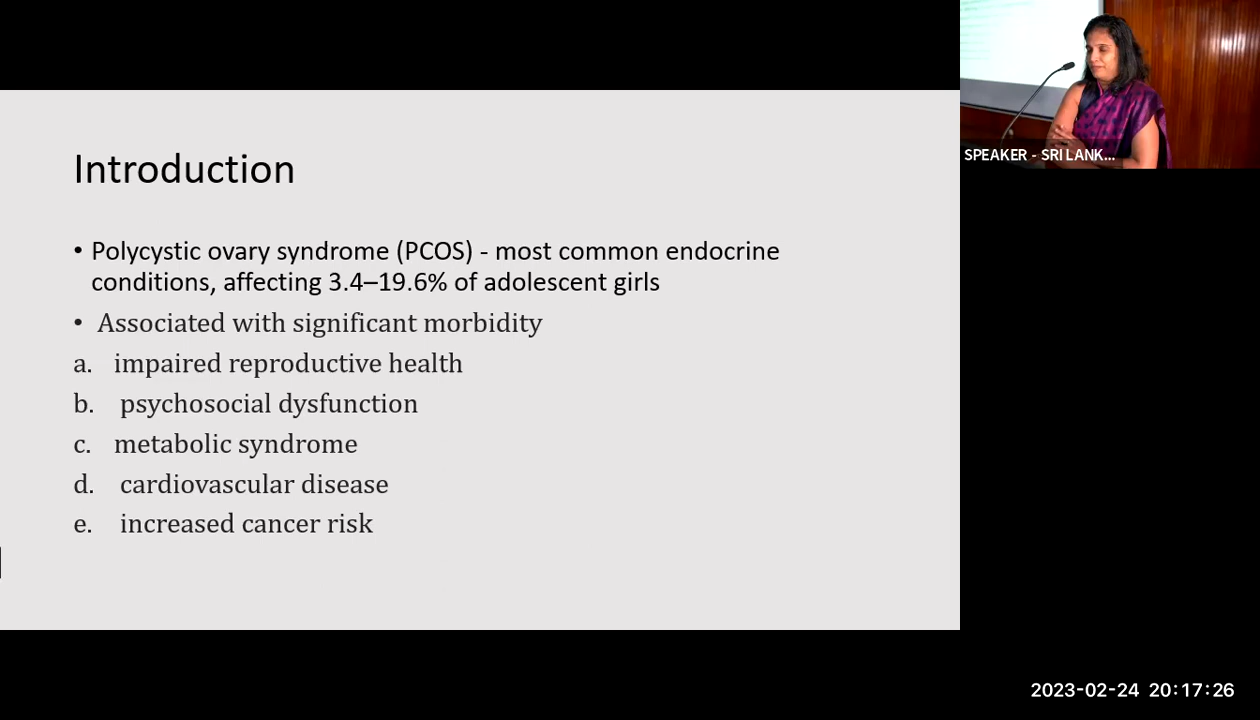 Introduction
• Polycystic ovary syndrome (PCOS) - most common endocrine
conditions, affecting 3.4–19.6% of adolescent girls
• Associated with significant morbidity
a. impaired reproductive health
b. psychosocial dysfunction
c. metabolic syndrome
d. cardiovascular disease
e. increased cancer risk
SPEAKER - SRI LANK...
2023-02-24 20:17:26